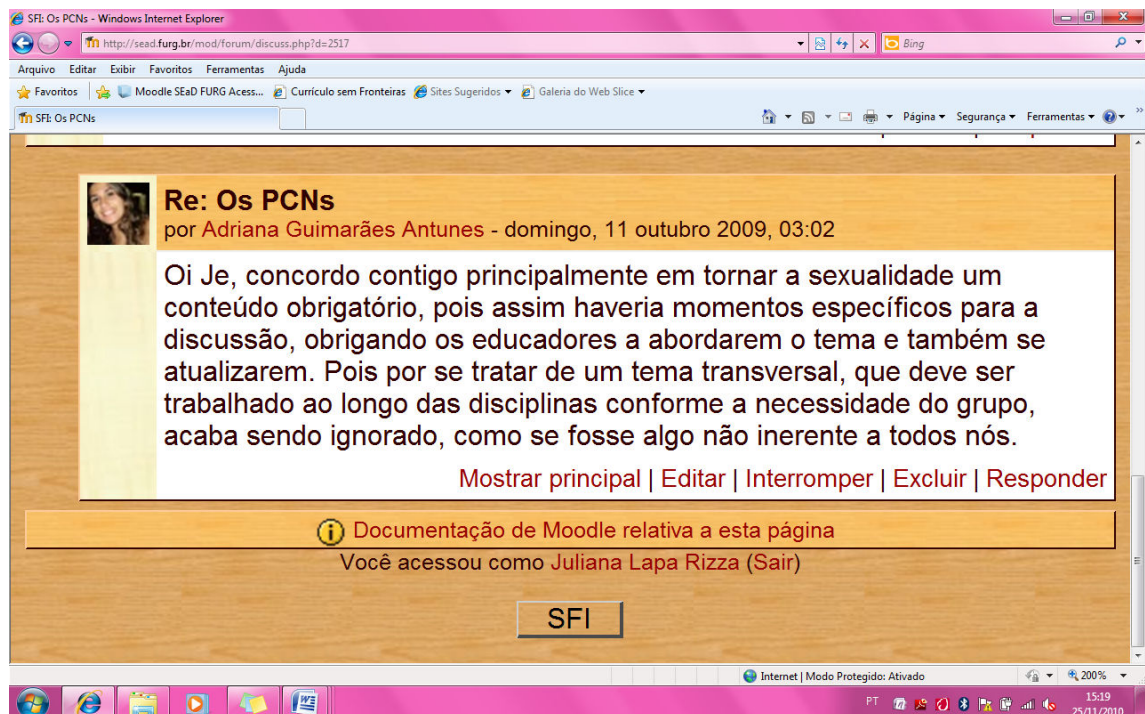 SFI: Os PCNs - Windows Internet Explorer
http://sead.furg.br/mod/forum/discuss.php?d=2517
Bing
Arquivo Editar Exibir Favoritos Ferramentas Ajuda
Favoritos Moodle SEaD FURG Acess... Currículo sem Fronteiras Sites Sugeridos Galeria do Web Slice
SFI: Os PCNs Página Segurança Ferramentas
Re: Os PCNs
por Adriana Guimarães Antunes - domingo, 11 outubro 2009, 03:02
Oi Je, concordo contigo principalmente em tornar a sexualidade um
conteúdo obrigatório, pois assim haveria momentos específicos para a
discussão, obrigando os educadores a abordarem o tema e também se
atualizarem. Pois por se tratar de um tema transversal, que deve ser
trabalhado ao longo das disciplinas conforme a necessidade do grupo,
acaba sendo ignorado, como se fosse algo não inerente a todos nós.
Mostrar principal | Editar | Interromper | Excluir | Responder
Documentação de Moodle relativa a esta página
Você acessou como Juliana Lapa Rizza (Sair)
SFI
Internet | Modo Protegido: Ativado 200%
PT 15:19
25/11/2010